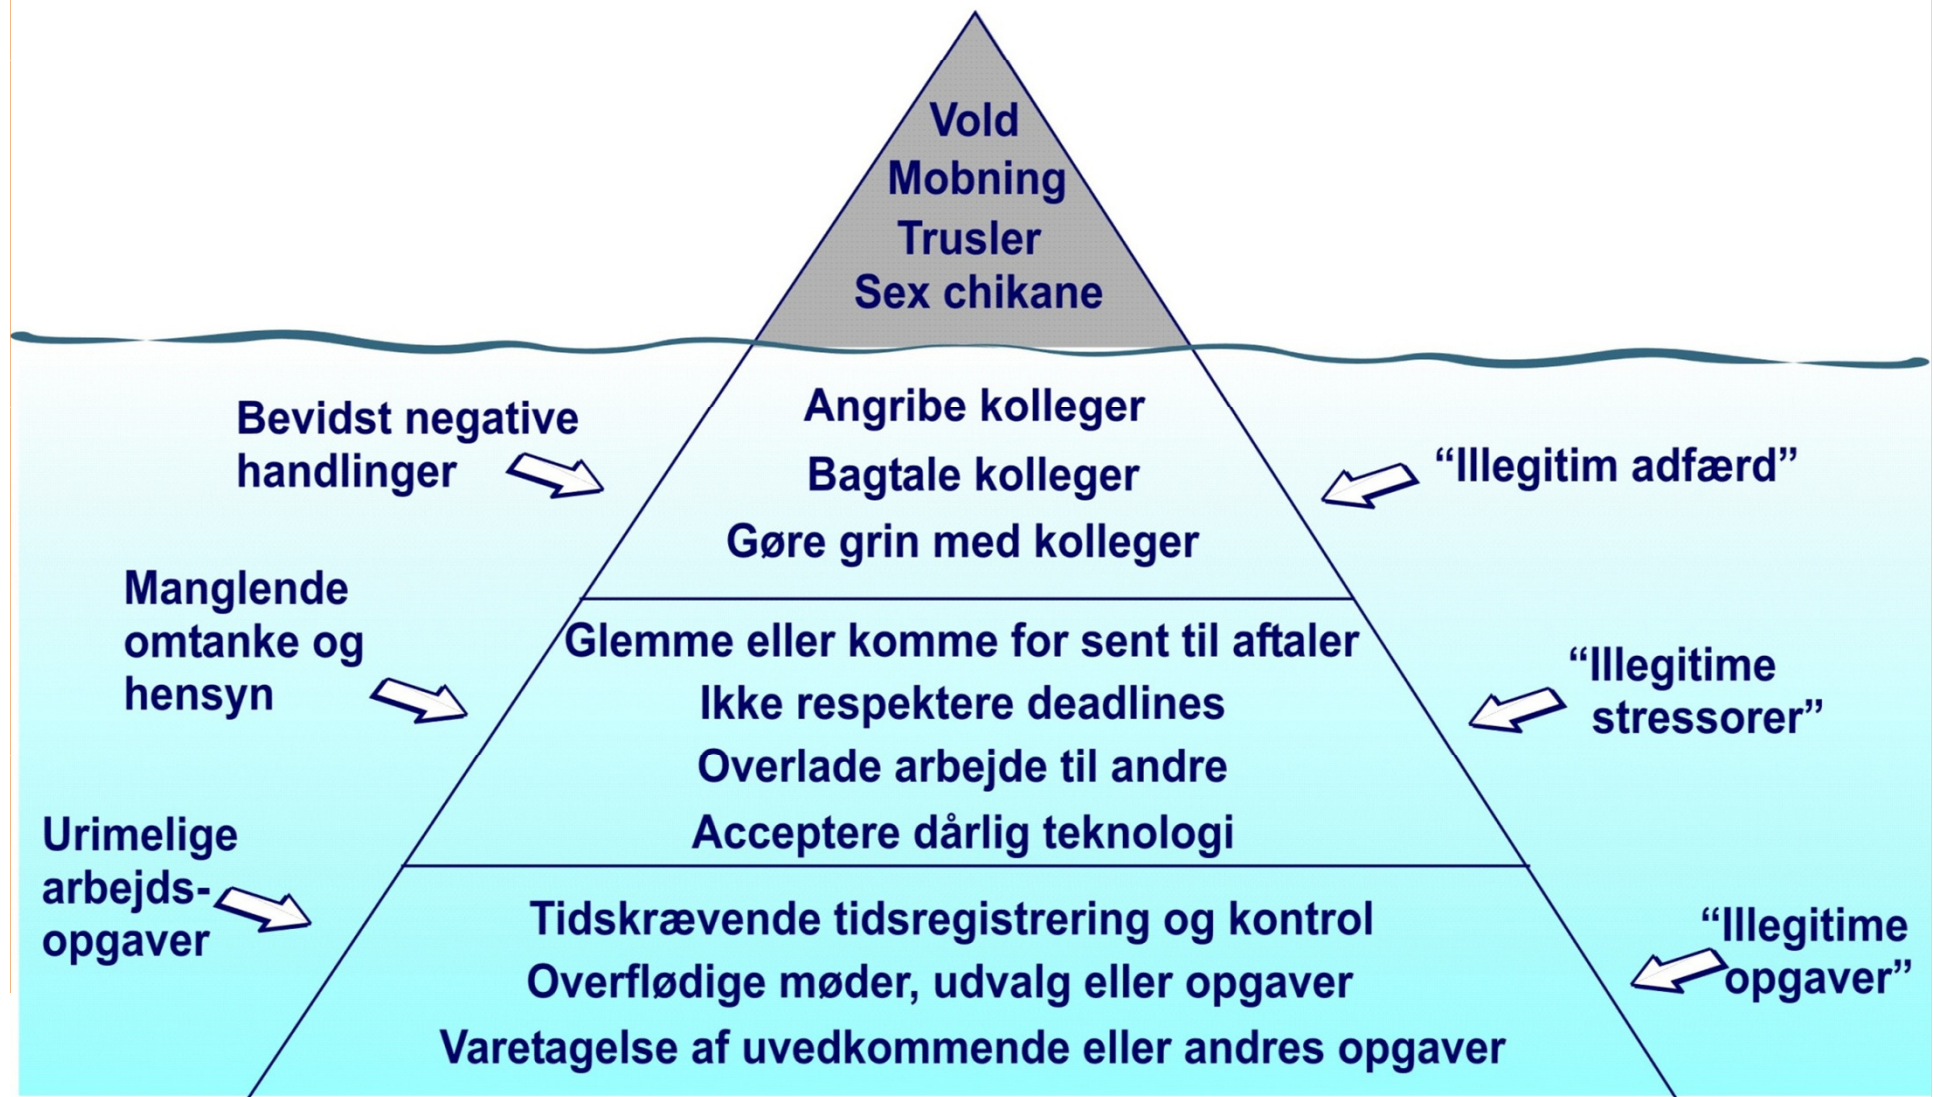 Vold
Mobning
Trusler
Sex chikane
Bevidst negative
handlinger
Angribe kolleger
Bagtale kolleger
Gøre grin med kolleger
“Illegitim adfærd”
Manglende
omtanke og
hensyn
Glemme eller komme for sent til aftaler
Ikke respektere deadlines
Overlade arbejde til andre
Acceptere dårlig teknologi
“Illegitime
stressorer”
Urimelige
arbejds-
opgaver
Tidskrævende tidsregistrering og kontrol
Overflødige møder, udvalg eller opgaver
Varetagelse af uvedkommende eller andres opgaver
“Illegitime
opgaver”